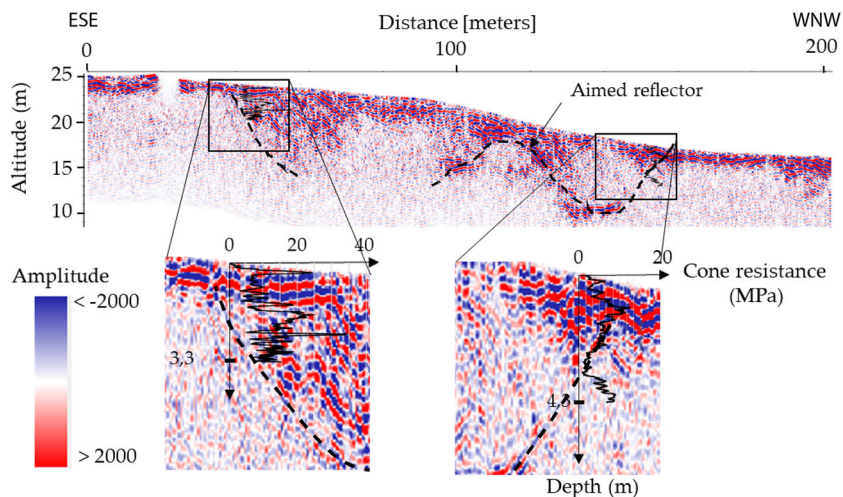 ESE
Distance [meters]
WNW
0
100
200
25
20
15
10
Altitude (m)
Aimed reflector
0
20
40
0
20
Cone resistance
(MPa)
Amplitude
< -2000
> 2000
3,3
4,5
Depth (m)